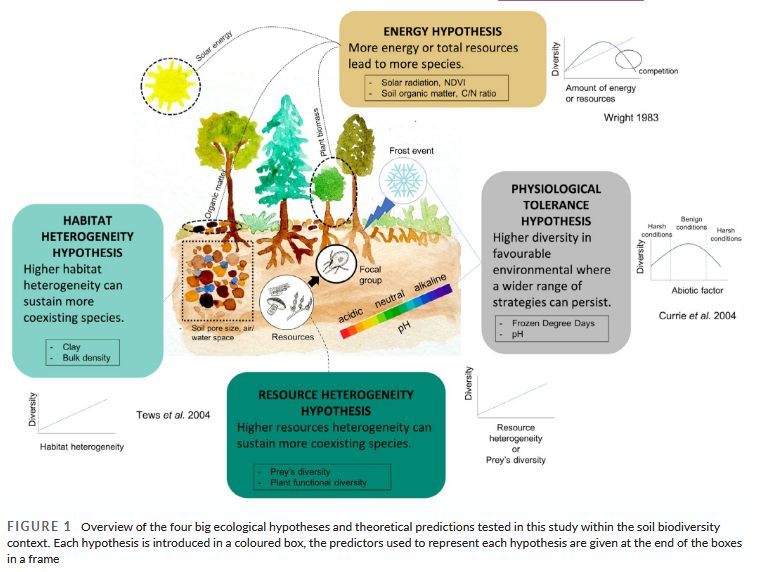 ENERGY HYPOTHESIS
More energy or total resources
lead to more species.
- Solar radiation, NDVI
- Soil organic matter, C/N ratio
Diversity
competition
Amount of energy
or resources
Wright 1983
Solar energy
Organic matter
Plant biomass
Frost event
PHYSIOLOGICAL
TOLERANCE
HYPOTHESIS
Higher diversity in
favourable
environmental where
a wider range of
strategies can persist.
- Frozen Degree Days
- pH
Diversity
Harsh
conditions
Benign
conditions
Harsh
conditions
Abiotic factor
Currie et al. 2004
HABITAT
HETEROGENEITY
HYPOTHESIS
Higher habitat
heterogeneity can
sustain more
coexisting species.
- Clay
- Bulk density
Diversity
Habitat heterogeneity
Tews et al. 2004
Soil pore size, air/
water space
Resources
Focal
group
acidic neutral alkaline
pH
RESOURCE HETEROGENEITY
HYPOTHESIS
Higher resources heterogeneity can
sustain more coexisting species.
- Prey's diversity
- Plant functional diversity
Diversity
Resource
heterogeneity
or
Prey's diversity
FIGURE 1 Overview of the four big ecological hypotheses and theoretical predictions tested in this study within the soil biodiversity
context. Each hypothesis is introduced in a coloured box, the predictors used to represent each hypothesis are given at the end of the boxes
in a frame